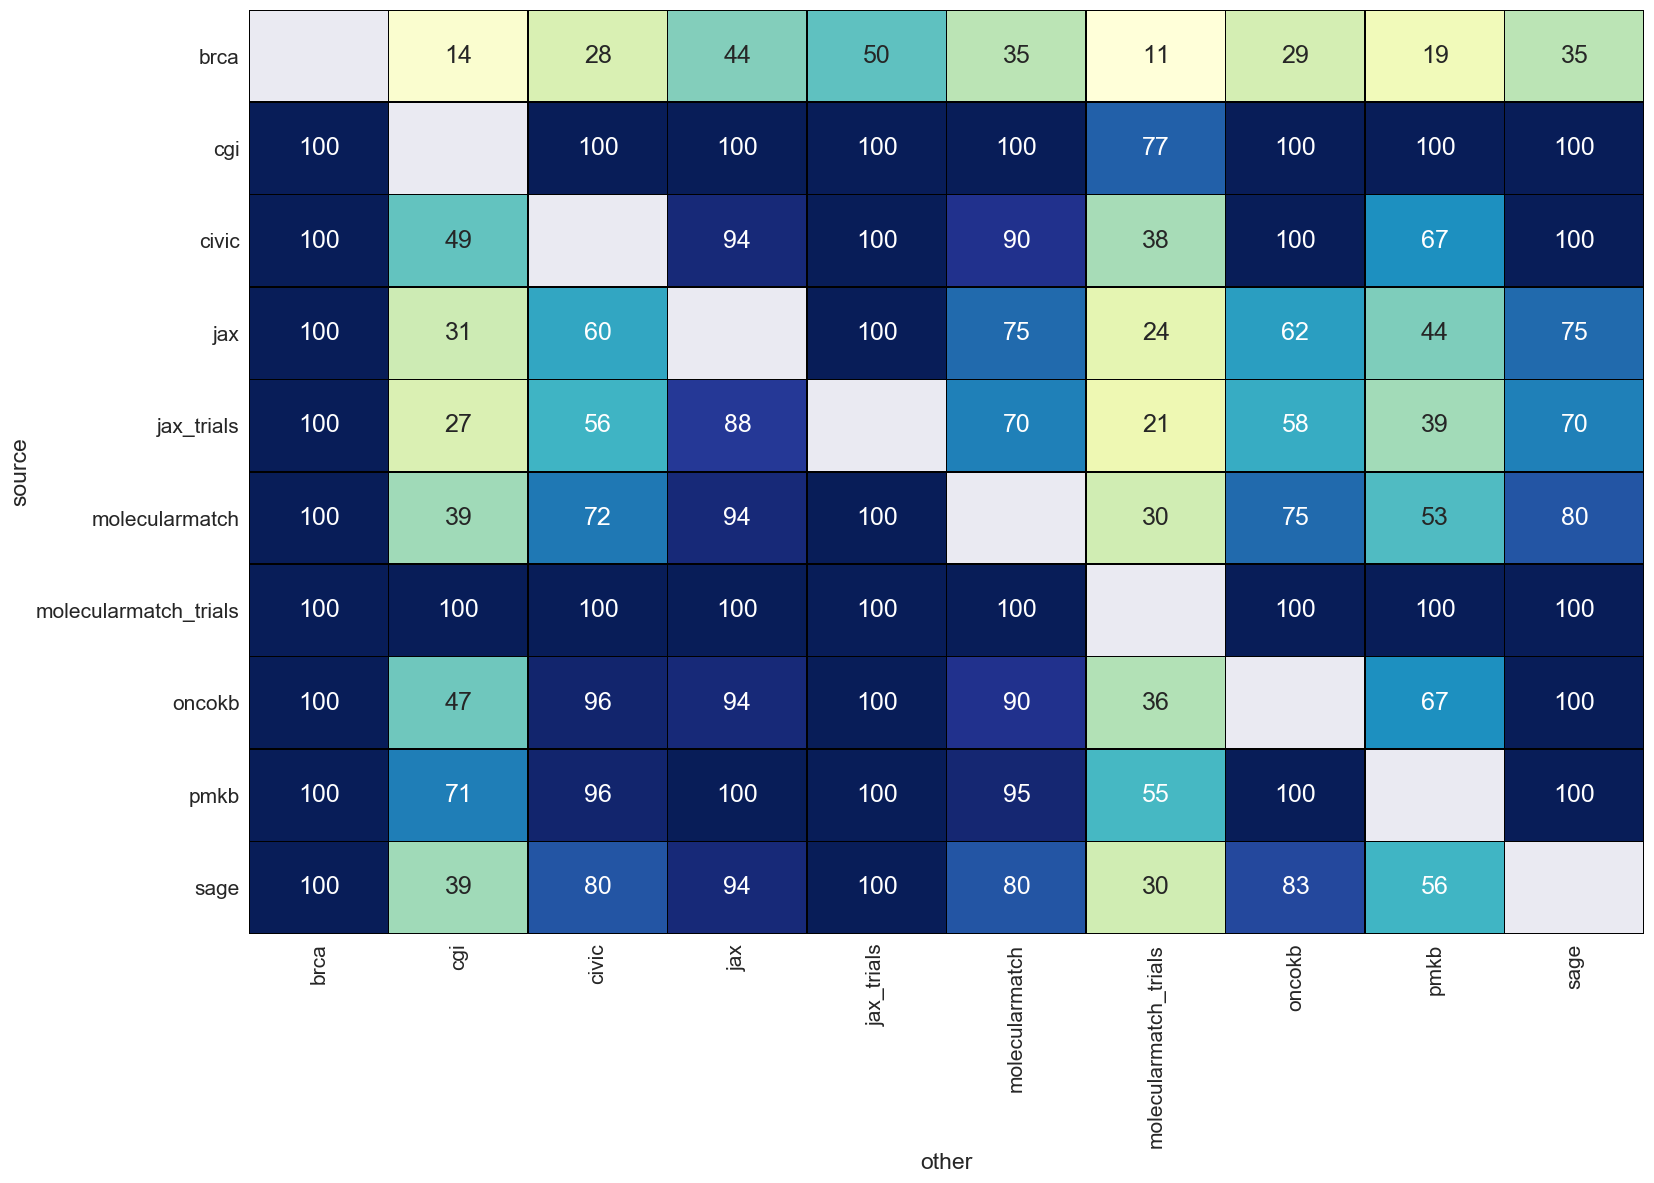 brca 14 28 44 50 35 11 29 19 35
cgi 100 100 100 100 100 77 100 100 100
civic 100 49 94 100 90 38 100 67 100
jax 100 31 60 100 75 24 62 44 75
jax_trials 100 27 56 88 70 21 58 39 70
molecularmatch 100 39 72 94 100 30 75 53 80
molecularmatch_trials 100 100 100 100 100 100 100 100 100
oncokb 100 47 96 94 100 90 36 67 100
pmkb 100 71 96 100 100 95 55 100 100
sage 100 39 80 94 100 80 30 83 56
source
brca
cgi
civic
jax
jax_trials
molecularmatch
molecularmatch_trials
oncokb
pmkb
sage
other